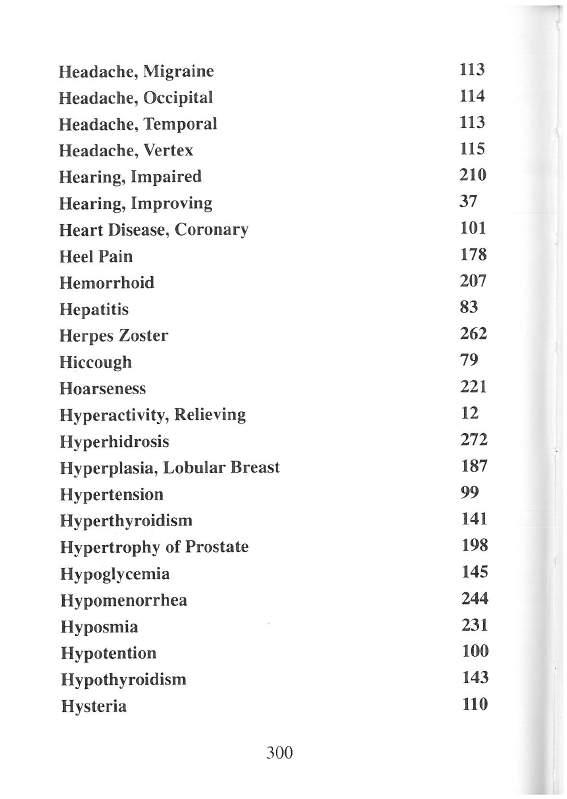 Headache, Migraine 113
Headache, Occipital 114
Headache, Temporal 113
Headache, Vertex 115
Hearing, Impaired 210
Hearing, Improving 37
Heart Disease, Coronary 101
Heel Pain 178
Hemorrhoid 207
Hepatitis 83
Herpes Zoster 262
Hiccough 79
Hoarseness 221
Hyperactivity, Relieving 12
Hyperhidrosis 272
Hyperplasia, Lobular Breast 187
Hypertension 99
Hyperthyroidism 141
Hypertrophy of Prostate 198
Hypoglycemia 145
Hypomenorrhea 244
Hyposmia 231
Hypotention 100
Hypothyroidism 143
Hysteria 110
300